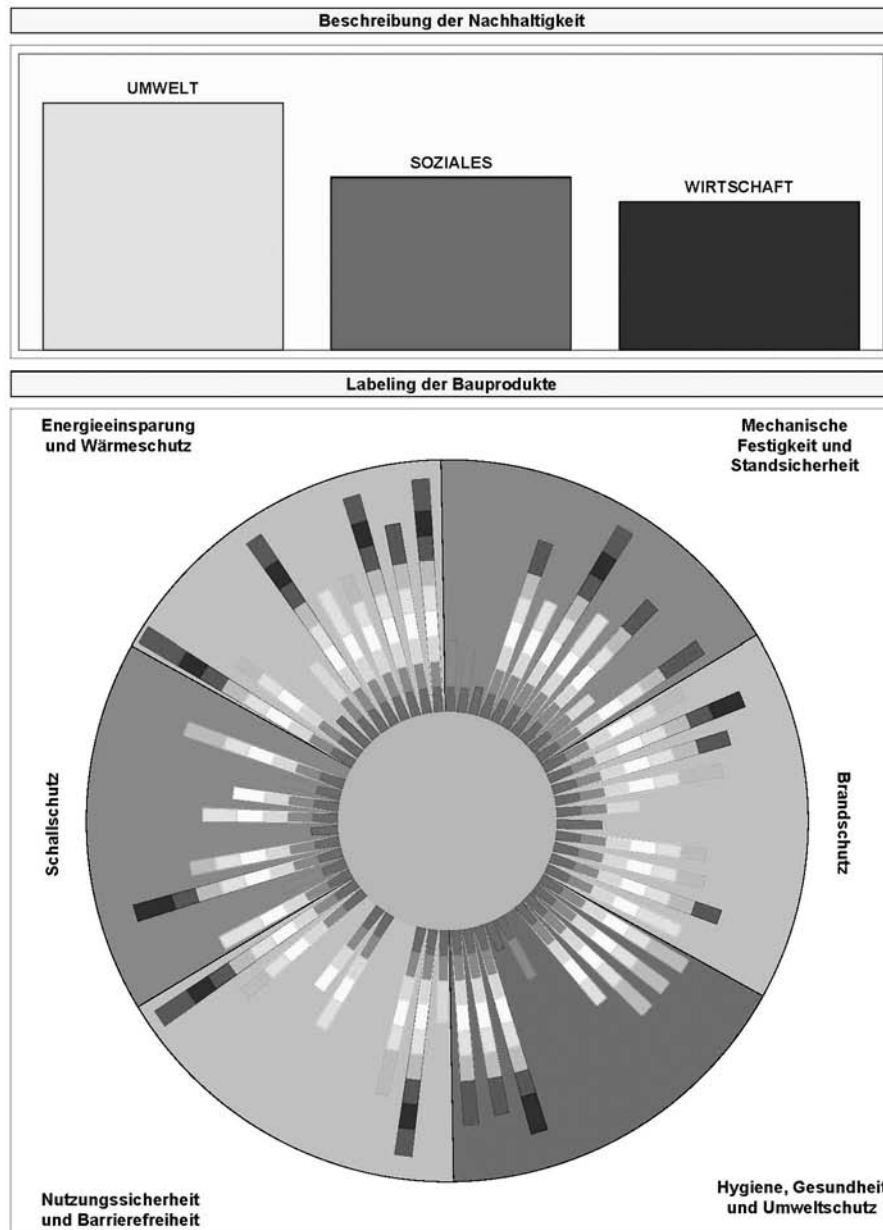 Beschreibung der Nachhaltigkeit
UMWELT
SOZIALES
WIRTSCHAFT
Labeling der Bauprodukte
Energieeinsparung
und Wärmeschutz
Mechanische
Festigkeit und
Standsicherheit
Schallschutz
Brandschutz
Nutzungssicherheit
und Barrierefreiheit
Hygiene, Gesundheit
und Umweltschutz